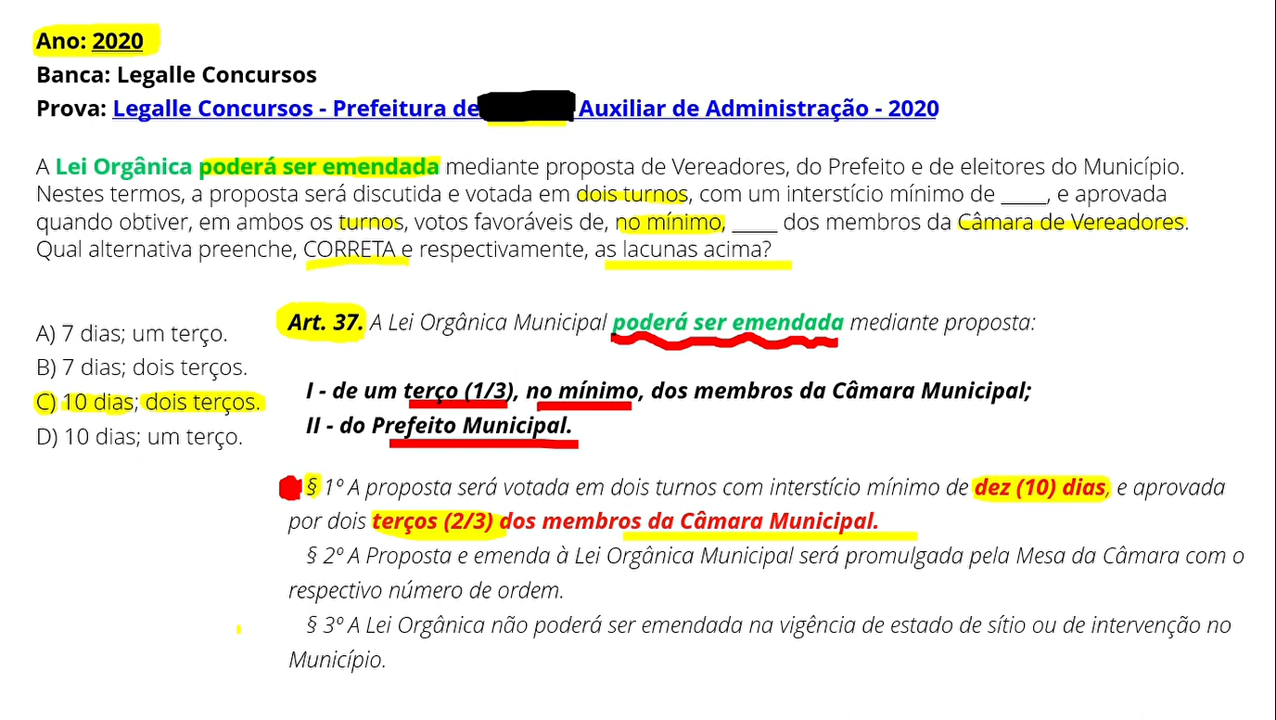 Ano: 2020
Banca: Legalle Concursos
Prova: Legalle Concursos - Prefeitura de Auxiliar de Administração - 2020
A Lei Orgânica poderá ser emendada mediante proposta de Vereadores, do Prefeito e de eleitores do Município.
Nestes termos, a proposta será discutida e votada em dois turnos, com um interstício mínimo de _____, e aprovada
quando obtiver, em ambos os turnos, votos favoráveis de, no mínimo, _____ dos membros da Câmara de Vereadores.
Qual alternativa preenche, CORRETA e respectivamente, as lacunas acima?
A) 7 dias; um terço.
B) 7 dias; dois terços.
C) 10 dias; dois terços.
D) 10 dias; um terço.
Art. 37. A Lei Orgânica Municipal poderá ser emendada mediante proposta:
I - de um terço (1/3), no mínimo, dos membros da Câmara Municipal;
II - do Prefeito Municipal.
§ 1º A proposta será votada em dois turnos com interstício mínimo de dez (10) dias, e aprovada
por dois terços (2/3) dos membros da Câmara Municipal.
§ 2º A Proposta e emenda à Lei Orgânica Municipal será promulgada pela Mesa da Câmara com o
respectivo número de ordem.
§ 3º A Lei Orgânica não poderá ser emendada na vigência de estado de sítio ou de intervenção no
Município.